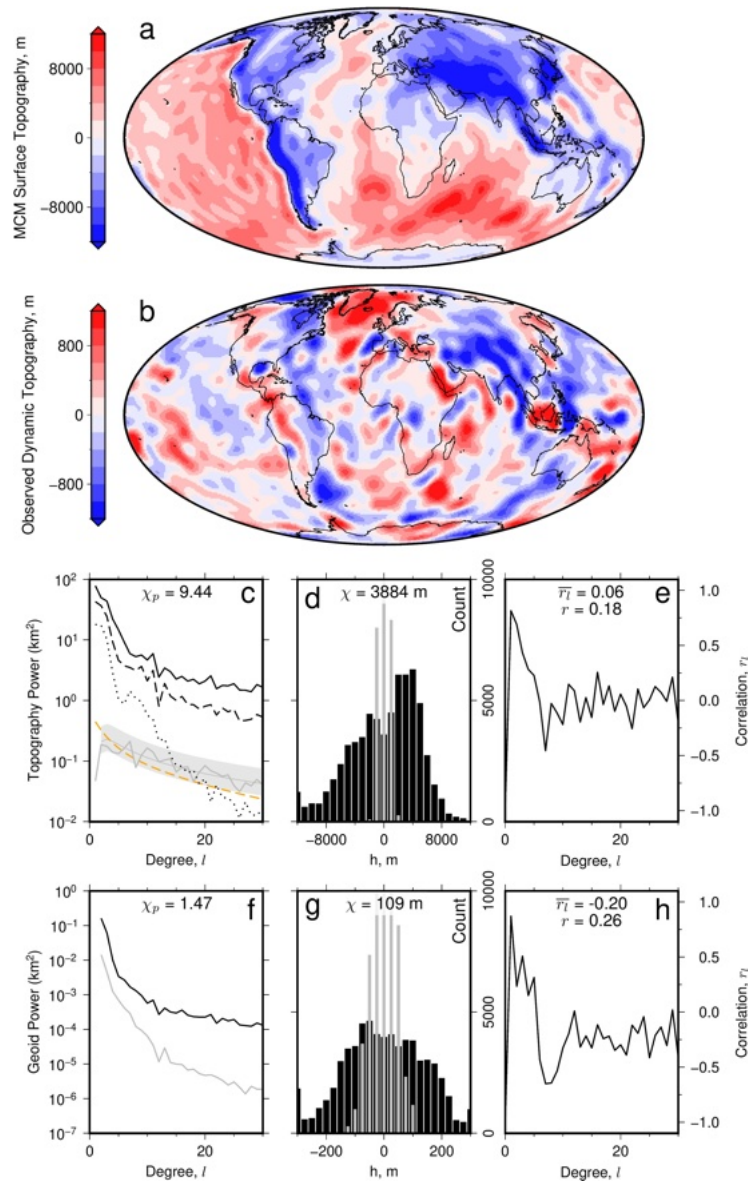 a
MCM Surface Topography, m
8000
0
−8000
b
Observed Dynamic Topography, m
800
0
−800
c
χp = 9.44
Topography Power (km²)
10²
10¹
10⁰
10⁻¹
10⁻²
0 20
Degree, l
d
χ = 3884 m
Count
10000
5000
0
−8000 0 8000
h, m
e
r̅l = 0.06
r = 0.18
Correlation, rl
1.0
0.5
0.0
−0.5
−1.0
0 20
Degree, l
f
χp = 1.47
Geoid Power (km²)
10⁰
10⁻¹
10⁻²
10⁻³
10⁻⁴
10⁻⁵
10⁻⁶
10⁻⁷
0 20
Degree, l
g
χ = 109 m
Count
10000
5000
0
−200 0 200
h, m
h
r̅l = -0.20
r = 0.26
Correlation, rl
1.0
0.5
0.0
−0.5
−1.0
0 20
Degree, l